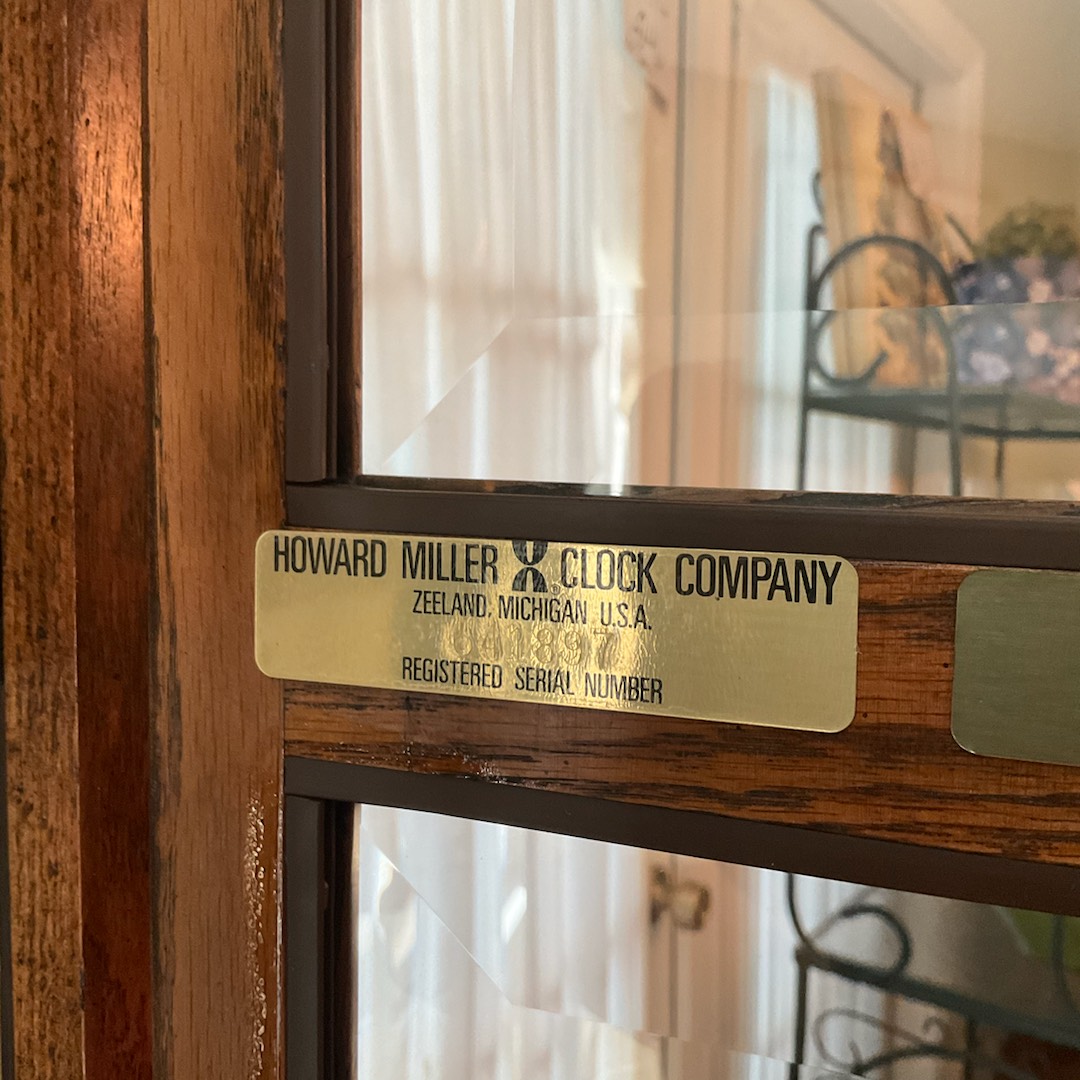 HOWARD MILLER CLOCK COMPANY
ZEELAND, MICHIGAN U.S.A.
REGISTERED SERIAL NUMBER